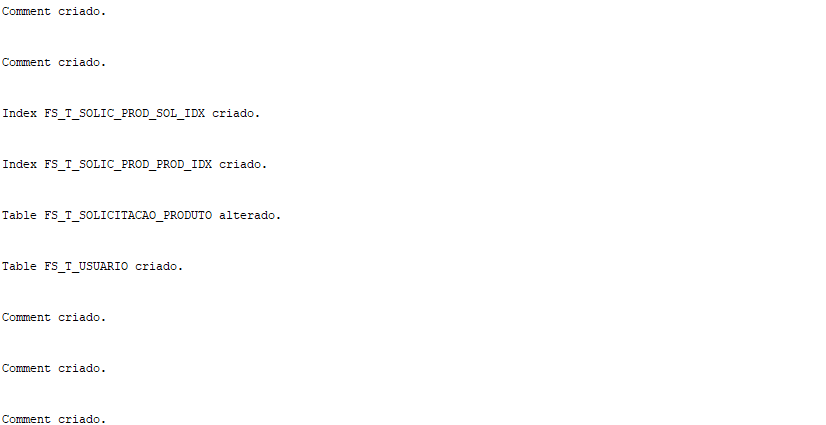 Comment criado.
Comment criado.
Index FS_T_SOLIC_PROD_SOL_IDX criado.
Index FS_T_SOLIC_PROD_PROD_IDX criado.
Table FS_T_SOLICITACAO_PRODUTO alterado.
Table FS_T_USUARIO criado.
Comment criado.
Comment criado.
Comment criado.